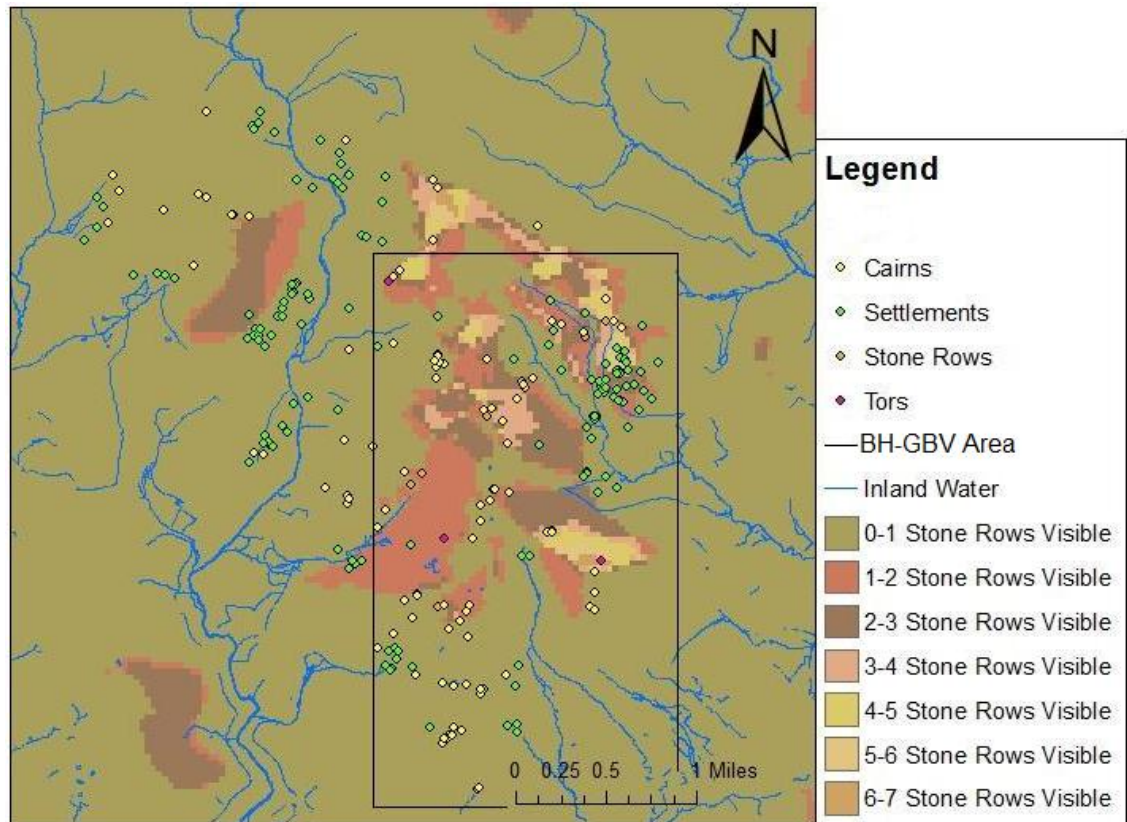 N
0 0.25 0.5 1 Miles
Legend
Cairns
Settlements
Stone Rows
Tors
BH-GBV Area
Inland Water
0-1 Stone Rows Visible
1-2 Stone Rows Visible
2-3 Stone Rows Visible
3-4 Stone Rows Visible
4-5 Stone Rows Visible
5-6 Stone Rows Visible
6-7 Stone Rows Visible